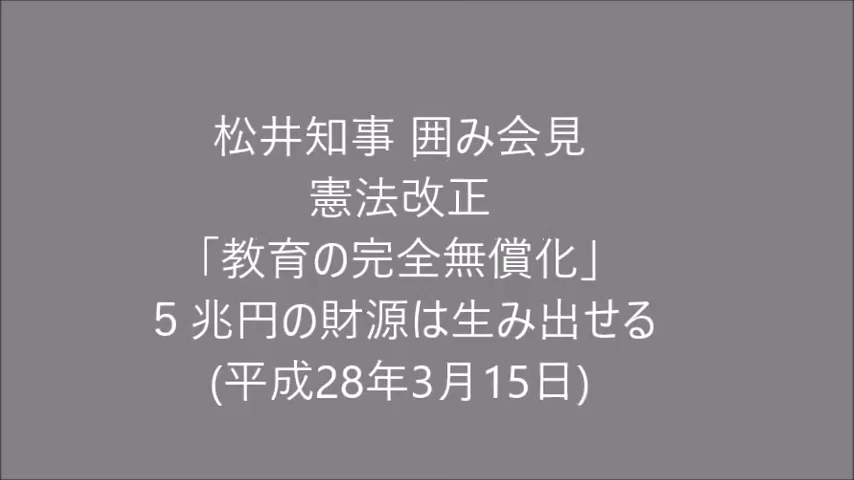 松井知事 囲み会見
憲法改正
「教育の完全無償化」
５兆円の財源は生み出せる
(平成28年3月15日)